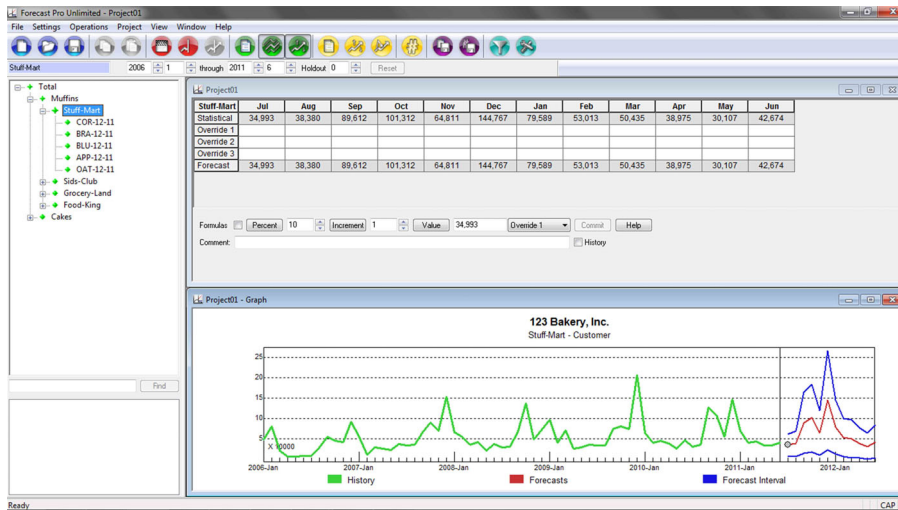 Forecast Pro Unlimited - Project01
File Settings Operations Project View Window Help
Stuff-Mart 2006 1 through 2011 6 Holdout 0 Reset
Total
Muffins
Stuff-Mart
COR-12-11
BRA-12-11
BLU-12-11
APP-12-11
OAT-12-11
Sids-Club
Grocery-Land
Food-King
Cakes
Find
Project01
Stuff-Mart Jul Aug Sep Oct Nov Dec Jan Feb Mar Apr May Jun
Statistical 34,993 38,380 89,612 101,312 64,811 144,767 79,589 53,013 50,435 38,975 30,107 42,674
Override 1
Override 2
Override 3
Forecast 34,993 38,380 89,612 101,312 64,811 144,767 79,589 53,013 50,435 38,975 30,107 42,674
Formulas Percent 10 Increment 1 Value 34,993 Override 1 Commit Help
Comment: History
Project01 - Graph
123 Bakery, Inc.
Stuff-Mart - Customer
25
20
15
10
5
X 10000
2006-Jan 2007-Jan 2008-Jan 2009-Jan 2010-Jan 2011-Jan 2012-Jan
History Forecasts Forecast Interval
Ready CAP